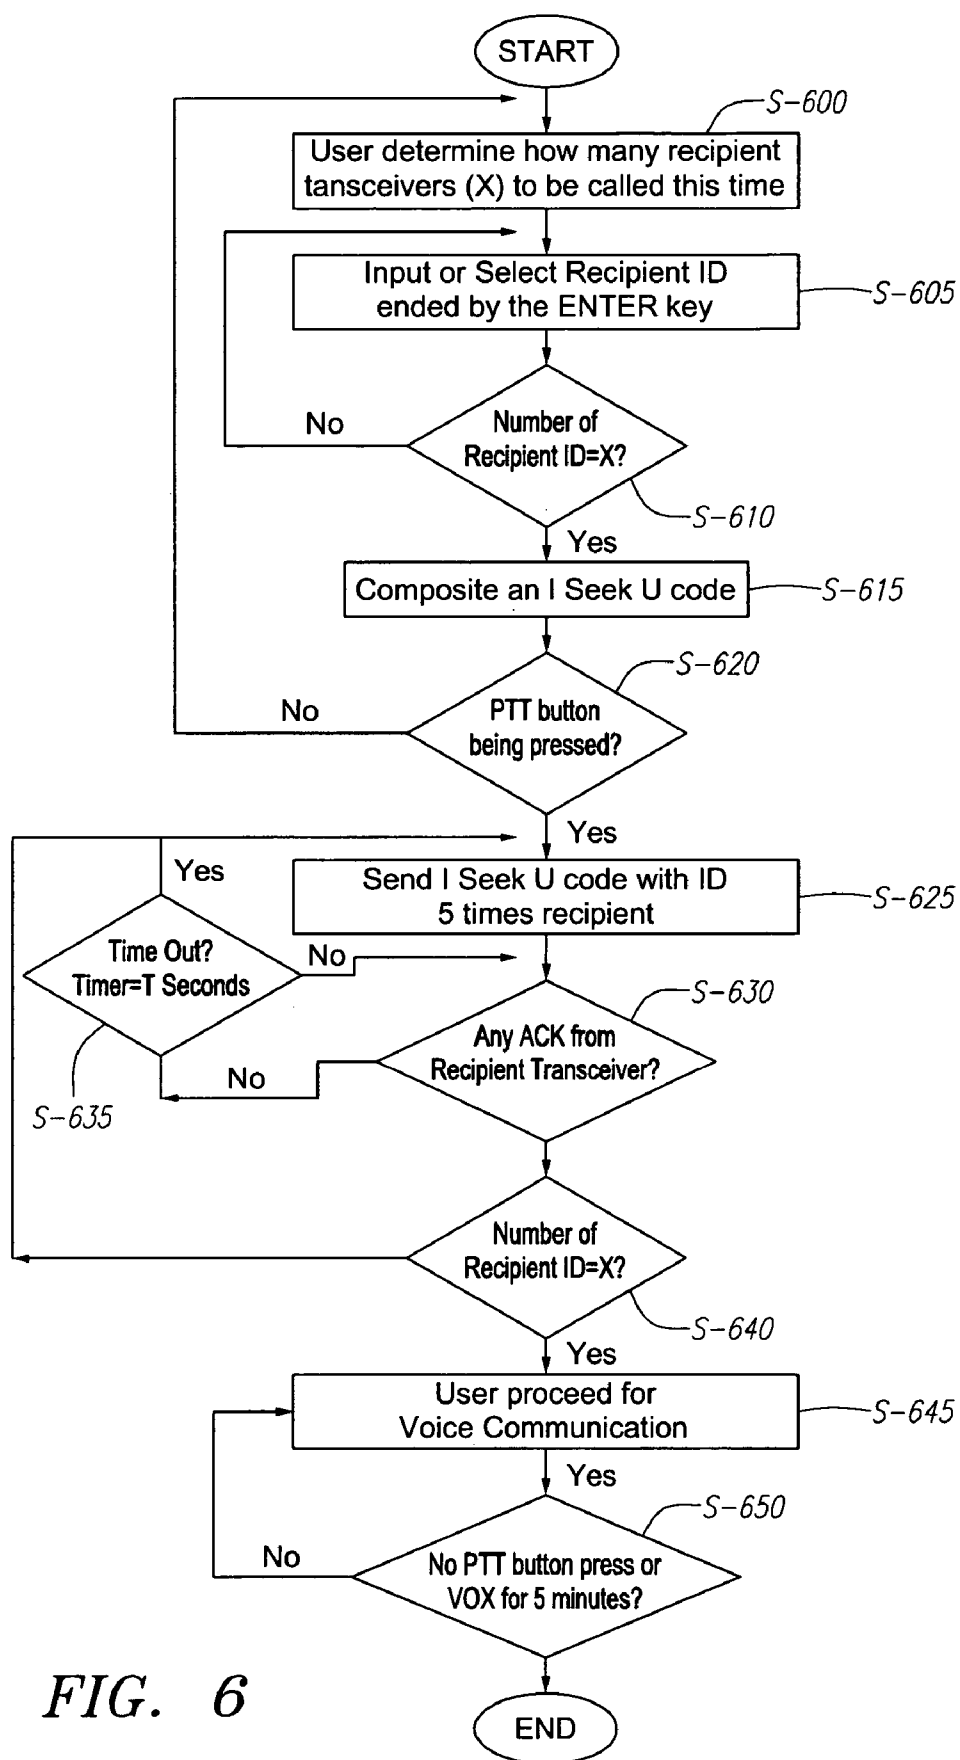 START
S-600
User determine how many recipient
tansceivers (X) to be called this time
Input or Select Recipient ID
ended by the ENTER key
S-605
No
Number of
Recipient ID=X?
S-610
Yes
Composite an I Seek U code
S-615
S-620
No
PTT button
being pressed?
Yes
Yes
Send I Seek U code with ID
5 times recipient
S-625
Time Out?
Timer=T Seconds
No
S-630
Any ACK from
Recipient Transceiver?
No
S-635
Number of
Recipient ID=X?
S-640
Yes
User proceed for
Voice Communication
S-645
Yes
S-650
No
No PTT button press or
VOX for 5 minutes?
FIG. 6
END